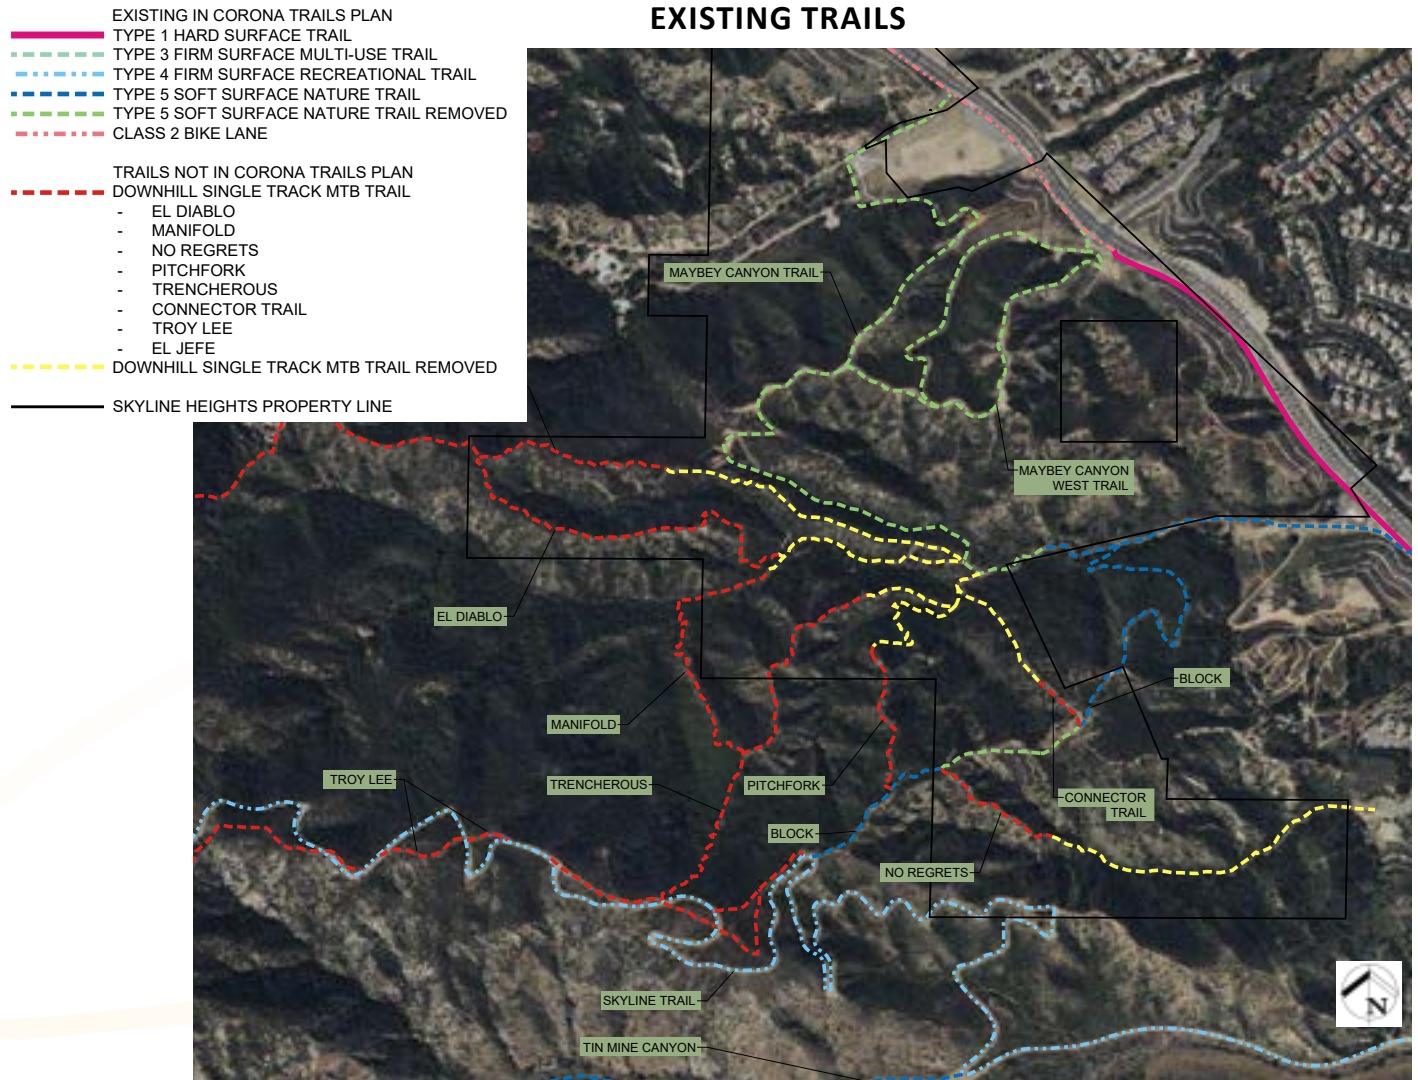 EXISTING TRAILS
EXISTING IN CORONA TRAILS PLAN
TYPE 1 HARD SURFACE TRAIL
TYPE 3 FIRM SURFACE MULTI-USE TRAIL
TYPE 4 FIRM SURFACE RECREATIONAL TRAIL
TYPE 5 SOFT SURFACE NATURE TRAIL
TYPE 5 SOFT SURFACE NATURE TRAIL REMOVED
CLASS 2 BIKE LANE
TRAILS NOT IN CORONA TRAILS PLAN
DOWNHILL SINGLE TRACK MTB TRAIL
- EL DIABLO
- MANIFOLD
- NO REGRETS
- PITCHFORK
- TRENCHEROUS
- CONNECTOR TRAIL
- TROY LEE
- EL JEFE
DOWNHILL SINGLE TRACK MTB TRAIL REMOVED
SKYLINE HEIGHTS PROPERTY LINE
MAYBEY CANYON TRAIL
MAYBEY CANYON
WEST TRAIL
EL DIABLO
BLOCK
MANIFOLD
TROY LEE
TRENCHEROUS
PITCHFORK
CONNECTOR
TRAIL
BLOCK
NO REGRETS
SKYLINE TRAIL
N
TIN MINE CANYON